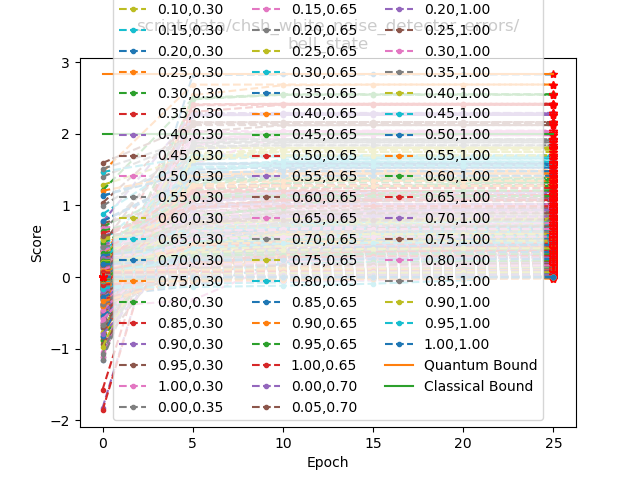 script/data/chsh_white_noise_detector_errors/
bell_state
0.10,0.30 0.15,0.65 0.20,1.00
0.15,0.30 0.20,0.65 0.25,1.00
0.20,0.30 0.25,0.65 0.30,1.00
0.25,0.30 0.30,0.65 0.35,1.00
0.30,0.30 0.35,0.65 0.40,1.00
0.35,0.30 0.40,0.65 0.45,1.00
0.40,0.30 0.45,0.65 0.50,1.00
0.45,0.30 0.50,0.65 0.55,1.00
0.50,0.30 0.55,0.65 0.60,1.00
0.55,0.30 0.60,0.65 0.65,1.00
0.60,0.30 0.65,0.65 0.70,1.00
0.65,0.30 0.70,0.65 0.75,1.00
0.70,0.30 0.75,0.65 0.80,1.00
0.75,0.30 0.80,0.65 0.85,1.00
0.80,0.30 0.85,0.65 0.90,1.00
0.85,0.30 0.90,0.65 0.95,1.00
0.90,0.30 0.95,0.65 1.00,1.00
0.95,0.30 1.00,0.65 Quantum Bound
1.00,0.30 0.00,0.70 Classical Bound
0.00,0.35 0.05,0.70
3
2
1
0
−1
−2
Score
0 5 10 15 20 25
Epoch